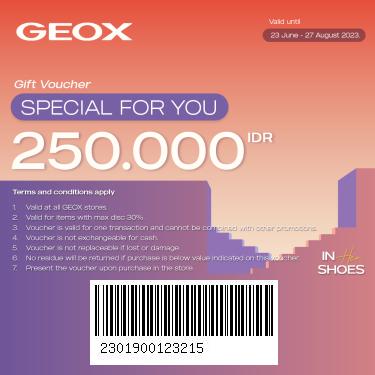 GEOX
Valid until
23 June - 27 August 2023.
Gift Voucher
SPECIAL FOR YOU
250.000 IDR
Terms and conditions apply
1. Valid at all GEOX stores.
2. Valid for items with max disc 30%.
3. Voucher is valid for one transaction and cannot be combined with other promotions.
4. Voucher is not exchangeable for cash.
5. Voucher is not replaceable if lost or damage.
6. No residue will be returned if purchase is below value indicated on this voucher.
7. Present the voucher upon purchase in the store.
IN Her
SHOES
2301900123215